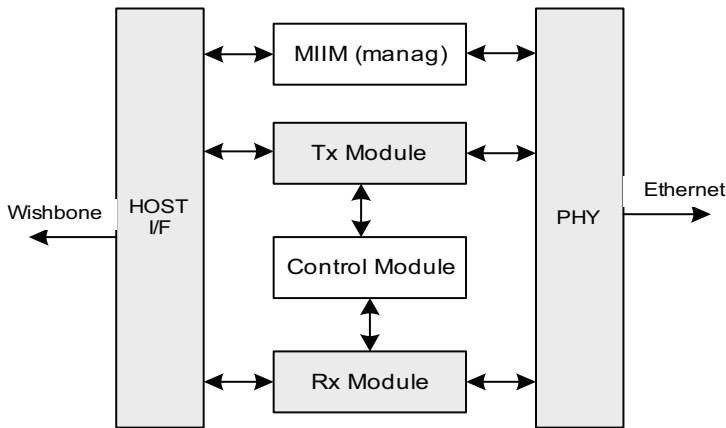 MIIM (manag)
Tx Module
Ethernet
Wishbone
HOST
I/F
PHY
Control Module
Rx Module